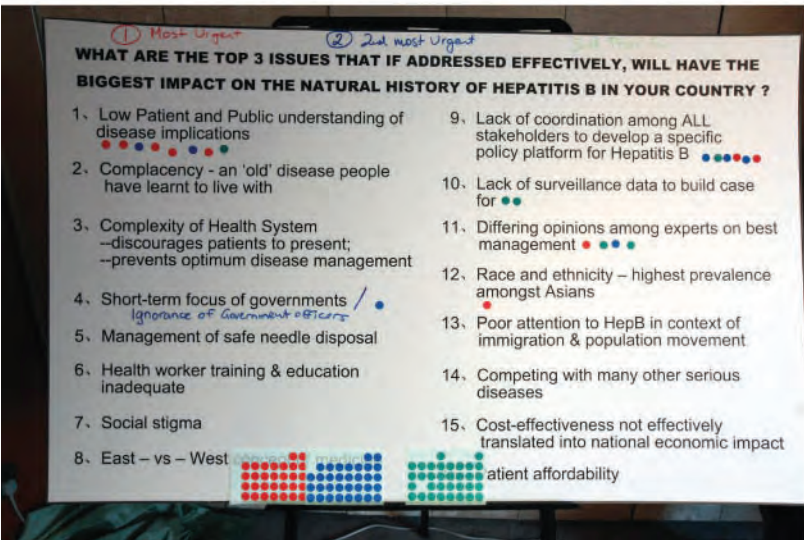 ① Most Urgent
② 2nd most Urgent
WHAT ARE THE TOP 3 ISSUES THAT IF ADDRESSED EFFECTIVELY, WILL HAVE THE
BIGGEST IMPACT ON THE NATURAL HISTORY OF HEPATITIS B IN YOUR COUNTRY ?
1、Low Patient and Public understanding of
disease implications
2、Complacency - an ‘old’ disease people
have learnt to live with
3、Complexity of Health System
--discourages patients to present;
--prevents optimum disease management
4、Short-term focus of governments /
Ignorance of Government officers
5、Management of safe needle disposal
6、Health worker training & education
inadequate
7、Social stigma
8、East – vs – West
9、Lack of coordination among ALL
stakeholders to develop a specific
policy platform for Hepatitis B
10、Lack of surveillance data to build case
for
11、Differing opinions among experts on best
management
12、Race and ethnicity – highest prevalence
amongst Asians
13、Poor attention to HepB in context of
immigration & population movement
14、Competing with many other serious
diseases
15、Cost-effectiveness not effectively
translated into national economic impact
atient affordability